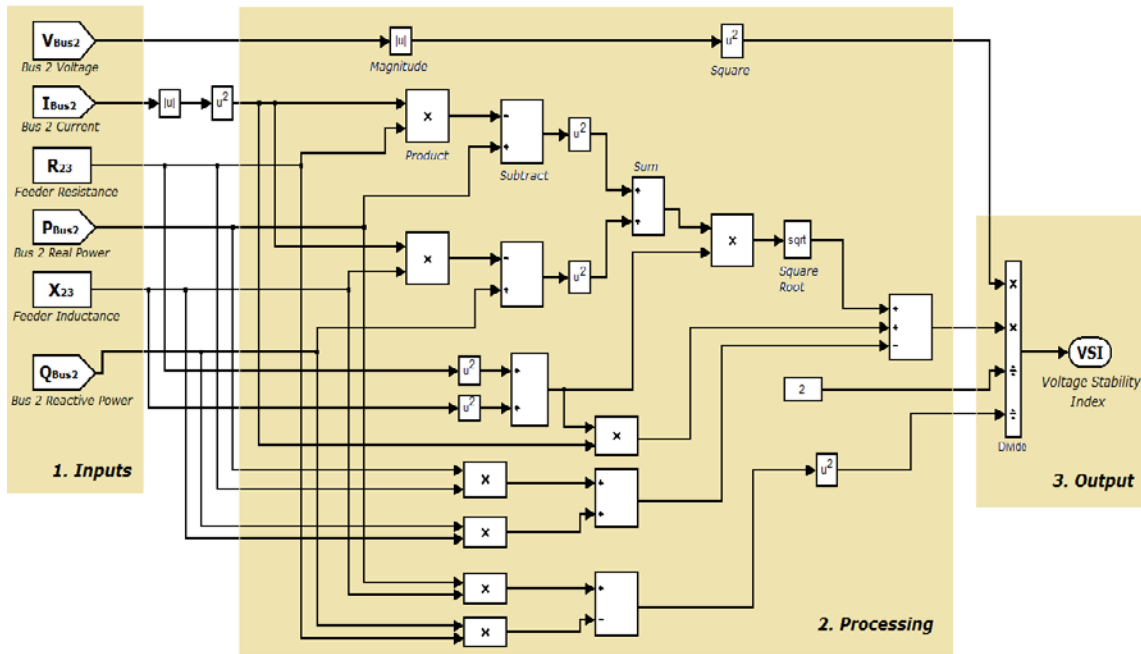 VBus2
Bus 2 Voltage
IBus2
Bus 2 Current
R23
Feeder Resistance
PBus2
Bus 2 Real Power
X23
Feeder Inductance
QBus2
Bus 2 Reactive Power
1. Inputs
|u|
u²
|u|
Magnitude
u²
Square
×
Product
-
+
Subtract
u²
Sum
+
+
×
-
+
u²
×
sqrt
Square
Root
u²
u²
+
+
×
+
+
-
2
×
×
+
+
×
×
+
-
u²
2. Processing
×
×
÷
÷
Divide
VSI
Voltage Stability
Index
3. Output